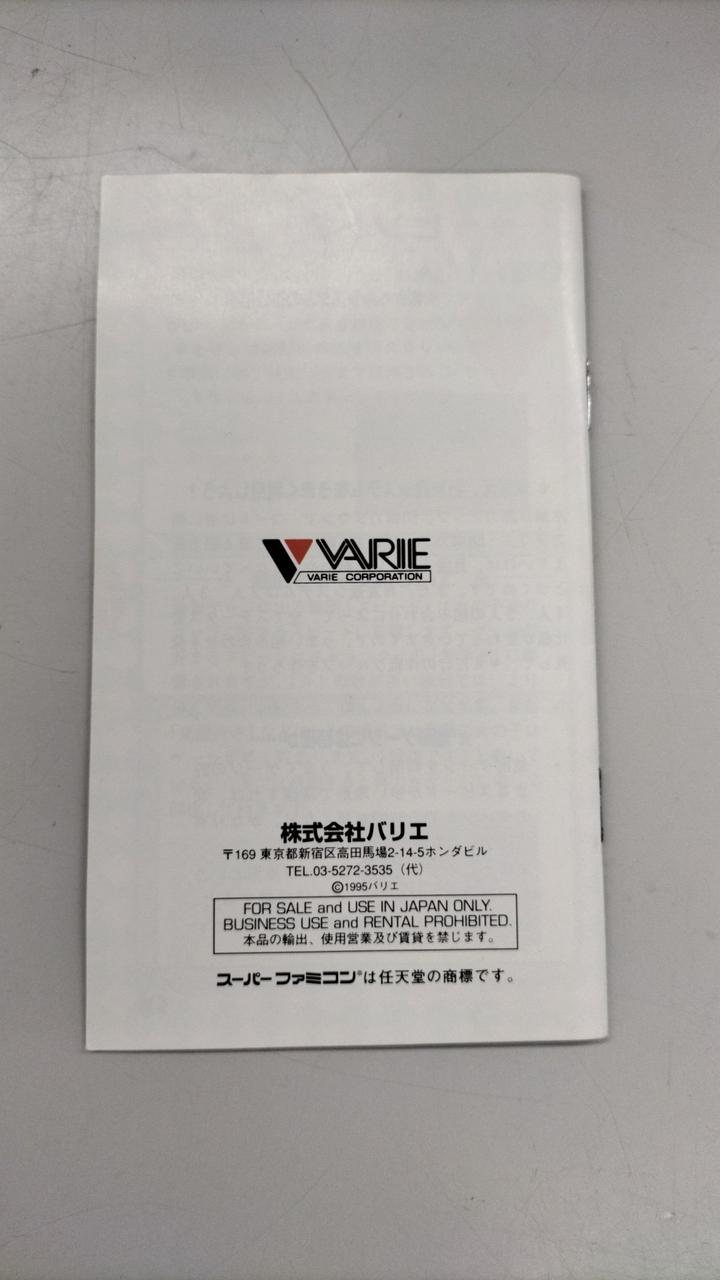 VARIE
VARIE CORPORATION
株式会社バリエ
〒169 東京都新宿区高田馬場2-14-5ホンダビル
TEL.03-5272-3535（代）
©1995バリエ
FOR SALE and USE IN JAPAN ONLY.
BUSINESS USE and RENTAL PROHIBITED.
本品の輸出、使用営業及び賃貸を禁じます。
スーパーファミコン®は任天堂の商標です。